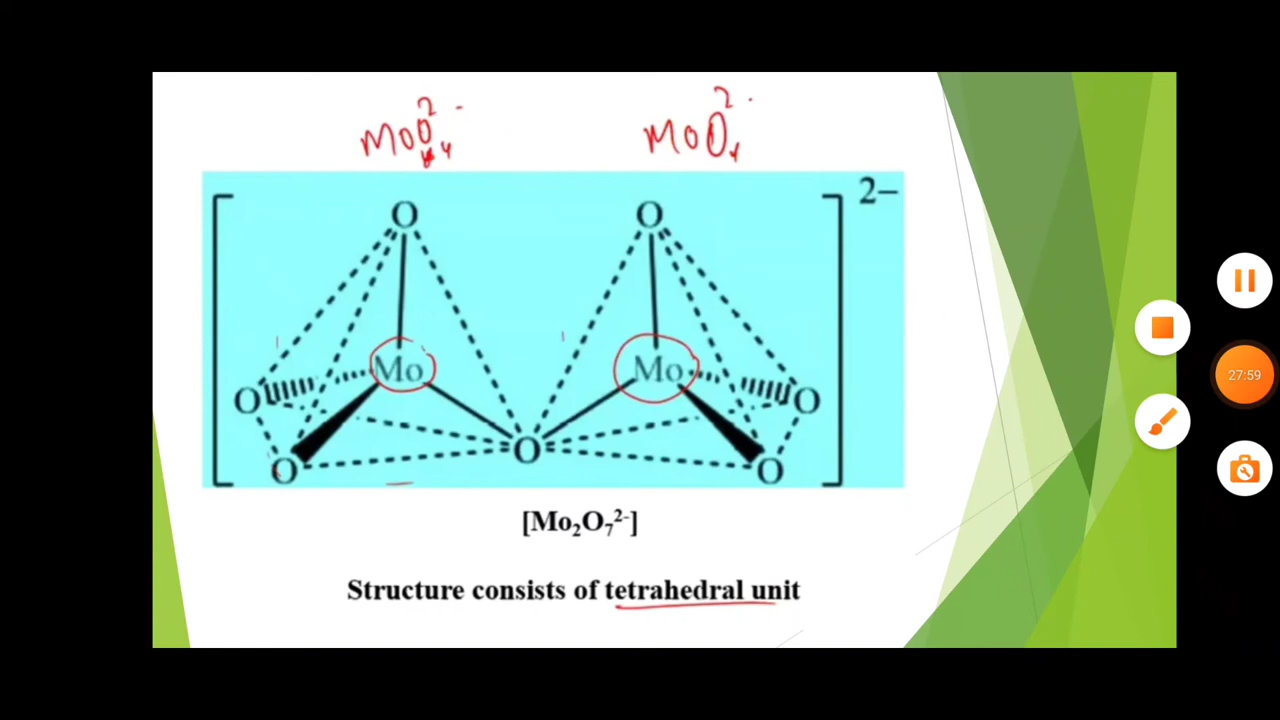 MoO₄²⁻ MoO₄²⁻
[ ]²⁻
O O
Mo Mo
O O
O O O
[Mo₂O₇²⁻]
Structure consists of tetrahedral unit
27:59